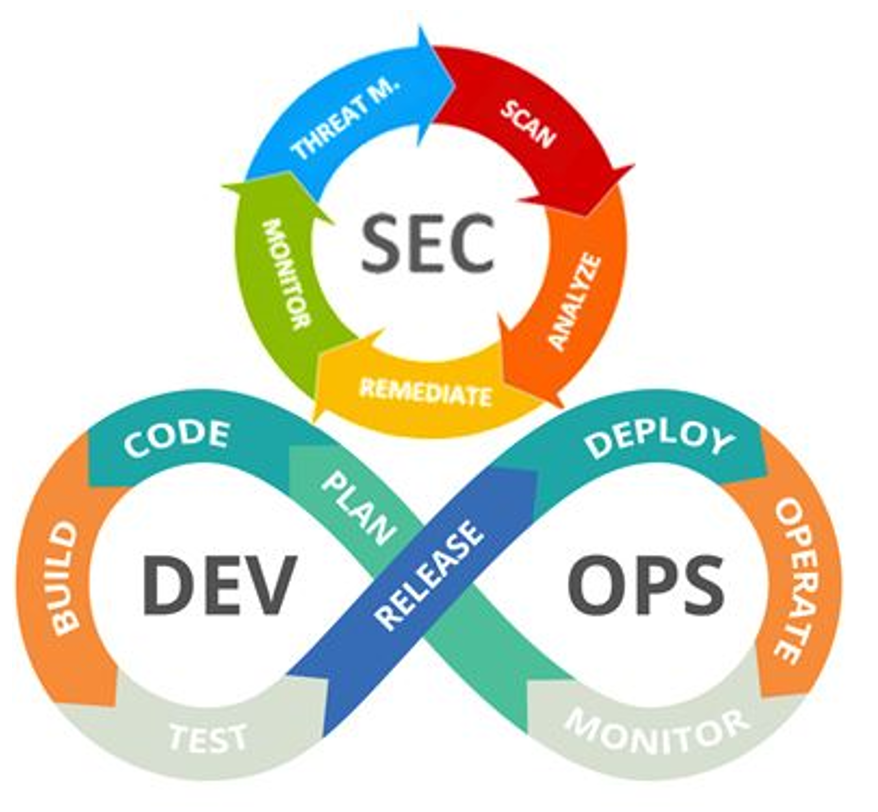 THREAT M.
SCAN
MONITOR
SEC
ANALYZE
REMEDIATE
CODE
DEPLOY
PLAN
RELEASE
BUILD
DEV
OPS
OPERATE
TEST
MONITOR